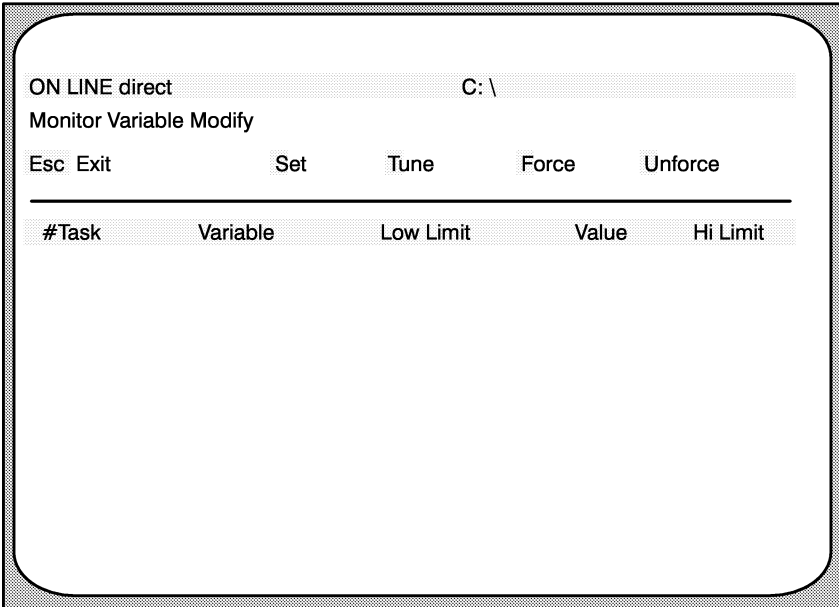 ON LINE direct C: \
Monitor Variable Modify
Esc Exit Set Tune Force Unforce
#Task Variable Low Limit Value Hi Limit